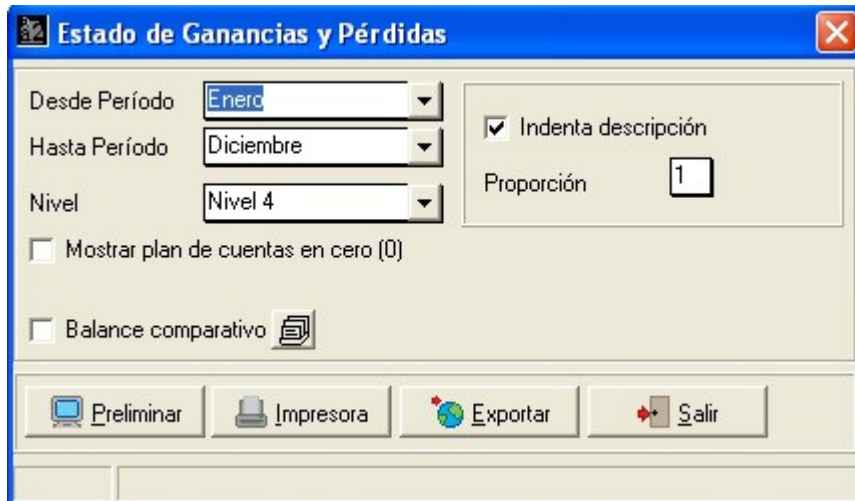 Estado de Ganancias y Pérdidas
Desde Período Enero
Hasta Período Diciembre
Nivel Nivel 4
Indenta descripción
Proporción 1
Mostrar plan de cuentas en cero (0)
Balance comparativo
Preliminar Impresora Exportar Salir